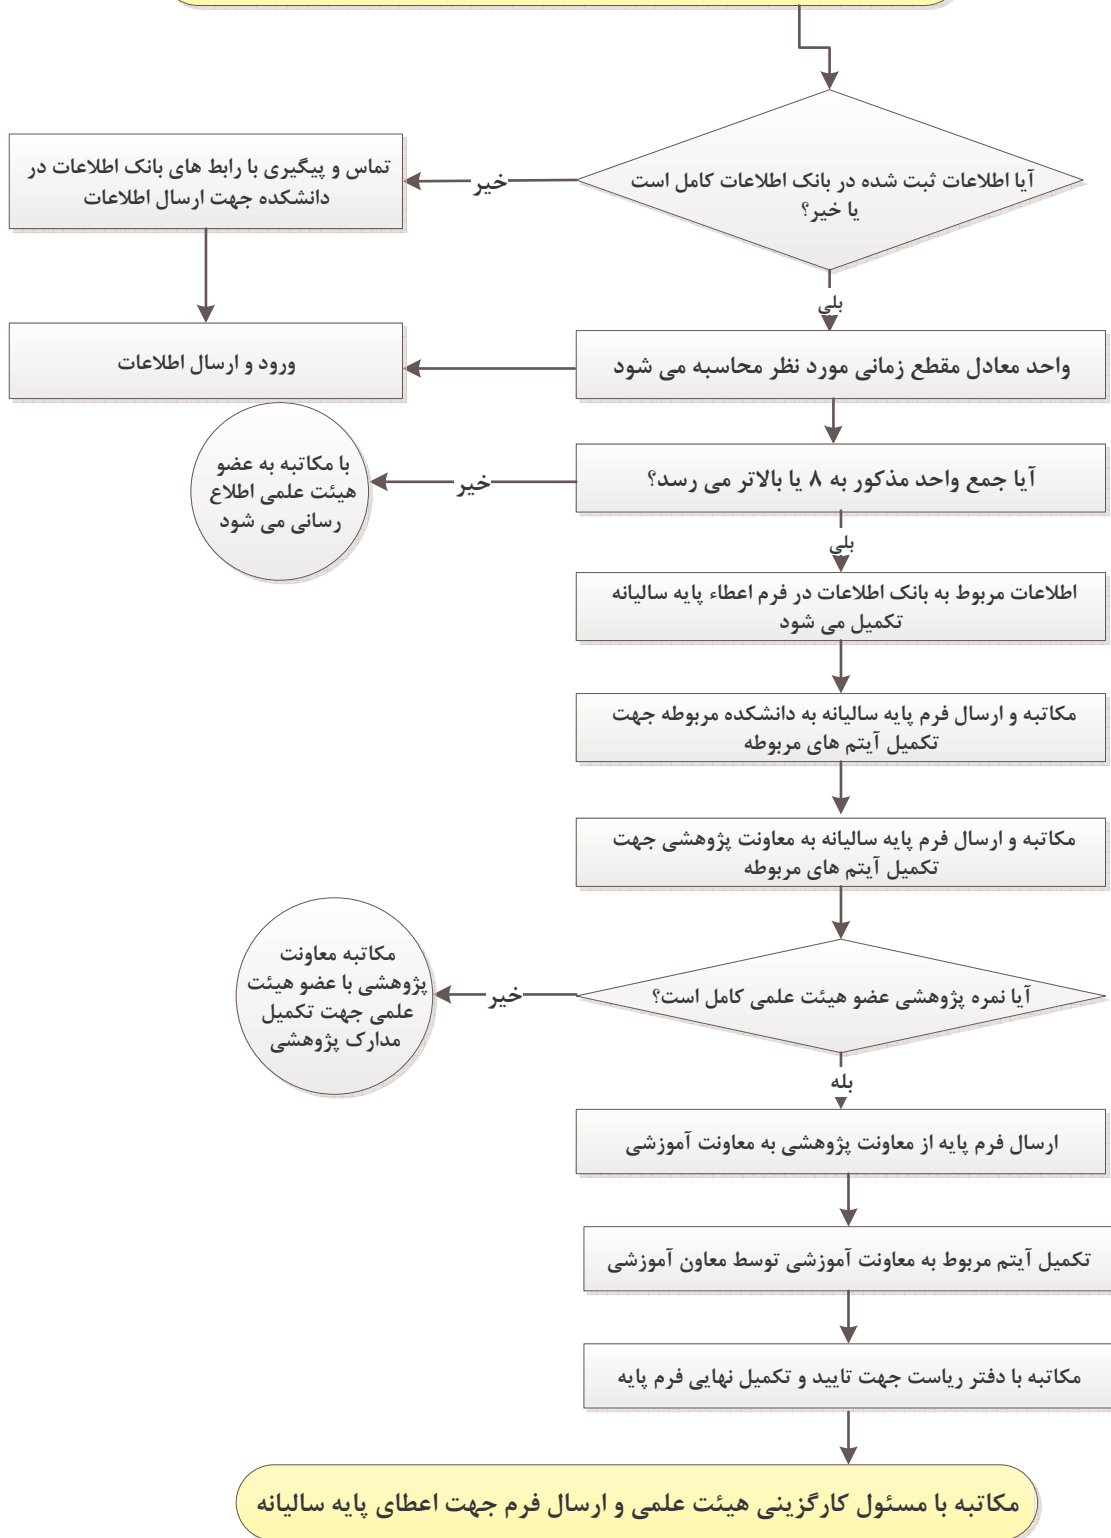 آیا اطلاعات ثبت شده در بانک اطلاعات کامل است
یا خیر؟
خیر
تماس و پیگیری با رابط های بانک اطلاعات در
دانشکده جهت ارسال اطلاعات
بلی
واحد معادل مقطع زمانی مورد نظر محاسبه می شود
ورود و ارسال اطلاعات
آیا جمع واحد مذکور به ۸ یا بالاتر می رسد؟
خیر
با مکاتبه به عضو
هیئت علمی اطلاع
رسانی می شود
بلی
اطلاعات مربوط به بانک اطلاعات در فرم اعطاء پایه سالیانه
تکمیل می شود
مکاتبه و ارسال فرم پایه سالیانه به دانشکده مربوطه جهت
تکمیل آیتم های مربوطه
مکاتبه و ارسال فرم پایه سالیانه به معاونت پژوهشی جهت
تکمیل آیتم های مربوطه
آیا نمره پژوهشی عضو هیئت علمی کامل است؟
خیر
مکاتبه معاونت
پژوهشی با عضو هیئت
علمی جهت تکمیل
مدارک پژوهشی
بله
ارسال فرم پایه از معاونت پژوهشی به معاونت آموزشی
تکمیل آیتم مربوط به معاونت آموزشی توسط معاون آموزشی
مکاتبه با دفتر ریاست جهت تایید و تکمیل نهایی فرم پایه
مکاتبه با مسئول کارگزینی هیئت علمی و ارسال فرم جهت اعطای پایه سالیانه